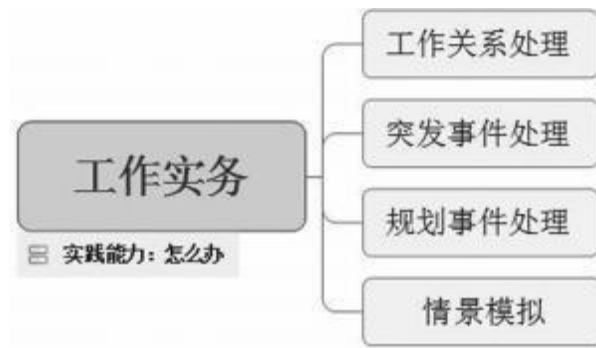 工作实务
实践能力：怎么办
工作关系处理
突发事件处理
规划事件处理
情景模拟